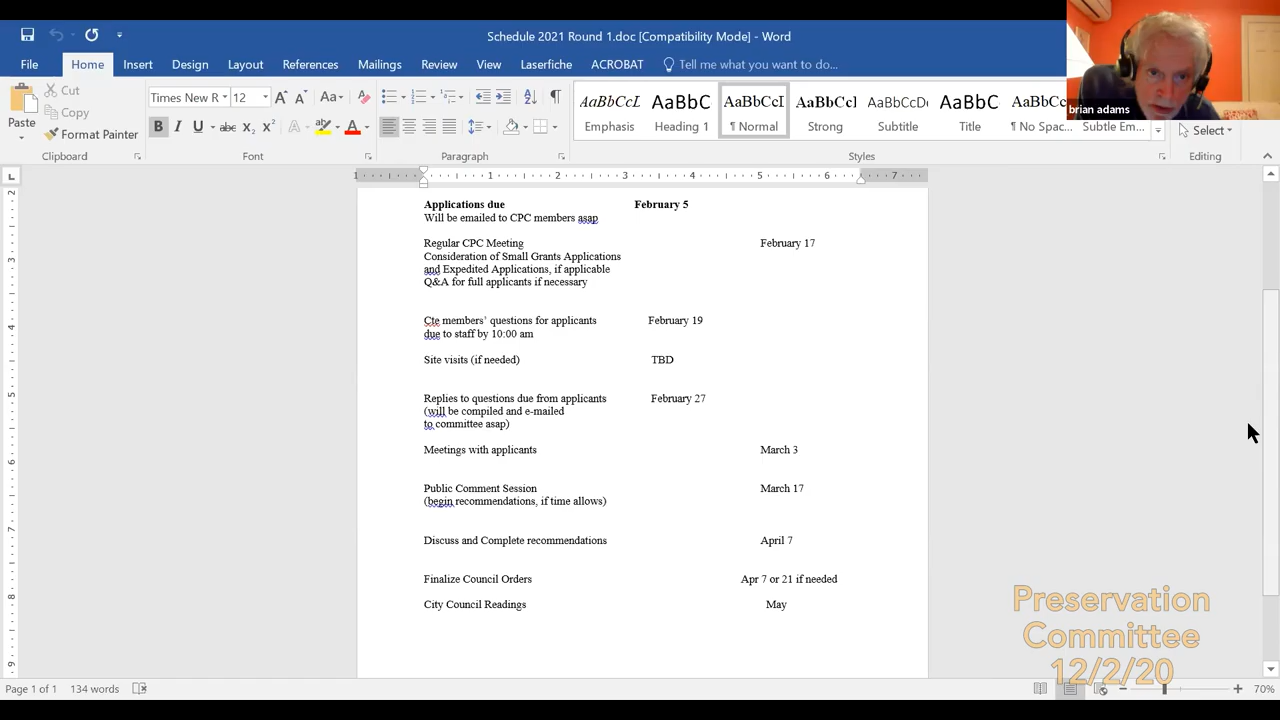 Schedule 2021 Round 1.doc [Compatibility Mode] - Word
brian adams
File Home Insert Design Layout References Mailings Review View Laserfiche ACROBAT Tell me what you want to do...
Paste Cut
Copy
Format Painter
Times New R 12
AaBbCcL AaBbC AaBbCcI AaBbCcl AaBbCcD AaBbC AaBbC
Emphasis Heading 1 ¶ Normal Strong Subtitle Title ¶ No Spac... Subtle Em...
Select
Clipboard Font Paragraph Styles Editing
1 1 2 3 4 5 6 7
Applications due February 5
Will be emailed to CPC members asap
Regular CPC Meeting February 17
Consideration of Small Grants Applications
and Expedited Applications, if applicable
Q&A for full applicants if necessary
Cte members’ questions for applicants February 19
due to staff by 10:00 am
Site visits (if needed) TBD
Replies to questions due from applicants February 27
(will be compiled and e-mailed
to committee asap)
Meetings with applicants March 3
Public Comment Session March 17
(begin recommendations, if time allows)
Discuss and Complete recommendations April 7
Finalize Council Orders Apr 7 or 21 if needed
City Council Readings May
Preservation
Committee
12/2/20
Page 1 of 1 134 words 70%